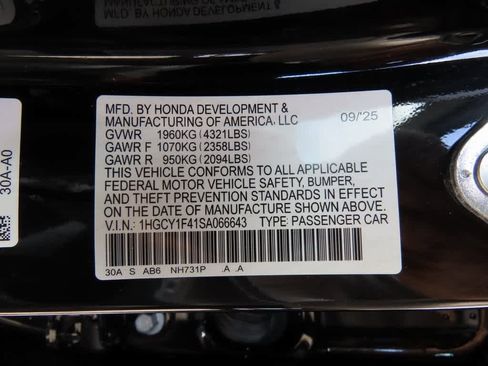 MFD. BY HONDA DEVELOPMENT &
MANUFACTURING OF AMERICA, LLC 09/25
GVWR 1960KG (4321LBS)
GAWR F 1070KG (2358LBS)
GAWR R 950KG (2094LBS)
THIS VEHICLE CONFORMS TO ALL APPLICABLE
FEDERAL MOTOR VEHICLE SAFETY, BUMPER,
AND THEFT PREVENTION STANDARDS IN EFFECT
ON THE DATE OF MANUFACTURE SHOWN ABOVE.
V.I.N.: 1HGCY1F41SA066643 TYPE: PASSENGER CAR
30A S AB6 NH731P .A .A
30A-A0